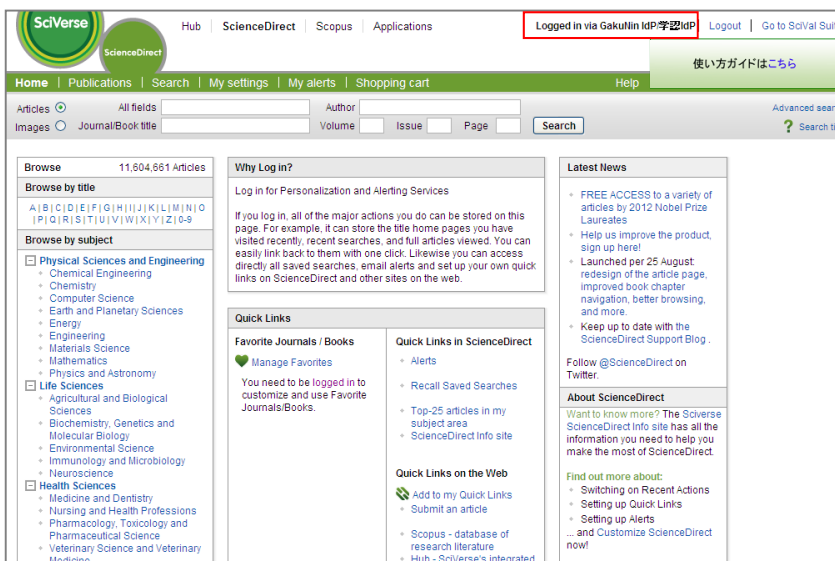 SciVerse
ScienceDirect
Hub ScienceDirect Scopus Applications
Logged in via GakuNin IdP/学認IdP Logout Go to SciVal Suit
使い方ガイドはこちら
Home | Publications | Search | My settings | My alerts | Shopping cart Help
Articles All fields Author Advanced sear
Images Journal/Book title Volume Issue Page Search Search ti
Browse 11,604,661 Articles
Browse by title
A|B|C|D|E|F|G|H|I|J|K|L|M|N|O
|P|Q|R|S|T|U|V|W|X|Y|Z|0-9
Browse by subject
Physical Sciences and Engineering
Chemical Engineering
Chemistry
Computer Science
Earth and Planetary Sciences
Energy
Engineering
Materials Science
Mathematics
Physics and Astronomy
Life Sciences
Agricultural and Biological
Sciences
Biochemistry, Genetics and
Molecular Biology
Environmental Science
Immunology and Microbiology
Neuroscience
Health Sciences
Medicine and Dentistry
Nursing and Health Professions
Pharmacology, Toxicology and
Pharmaceutical Science
Veterinary Science and Veterinary
Medicine
Why Log in?
Log in for Personalization and Alerting Services
If you log in, all of the major actions you do can be stored on this
page. For example, it can store the title home pages you have
visited recently, recent searches, and full articles viewed. You can
easily link back to them with one click. Likewise you can access
directly all saved searches, email alerts and set up your own quick
links on ScienceDirect and other sites on the web.
Quick Links
Favorite Journals / Books
Manage Favorites
You need to be logged in to
customize and use Favorite
Journals/Books.
Quick Links in ScienceDirect
Alerts
Recall Saved Searches
Top-25 articles in my
subject area
ScienceDirect Info site
Quick Links on the Web
Add to my Quick Links
Submit an article
Scopus - database of
research literature
Hub - SciVerse's integrated
Latest News
FREE ACCESS to a variety of
articles by 2012 Nobel Prize
Laureates
Help us improve the product,
sign up here!
Launched per 25 August:
redesign of the article page,
improved book chapter
navigation, better browsing,
and more.
Keep up to date with the
ScienceDirect Support Blog .
Follow @ScienceDirect on
Twitter.
About ScienceDirect
Want to know more? The Sciverse
ScienceDirect Info site has all the
information you need to help you
make the most of ScienceDirect.
Find out more about:
Switching on Recent Actions
Setting up Quick Links
Setting up Alerts
... and Customize ScienceDirect
now!